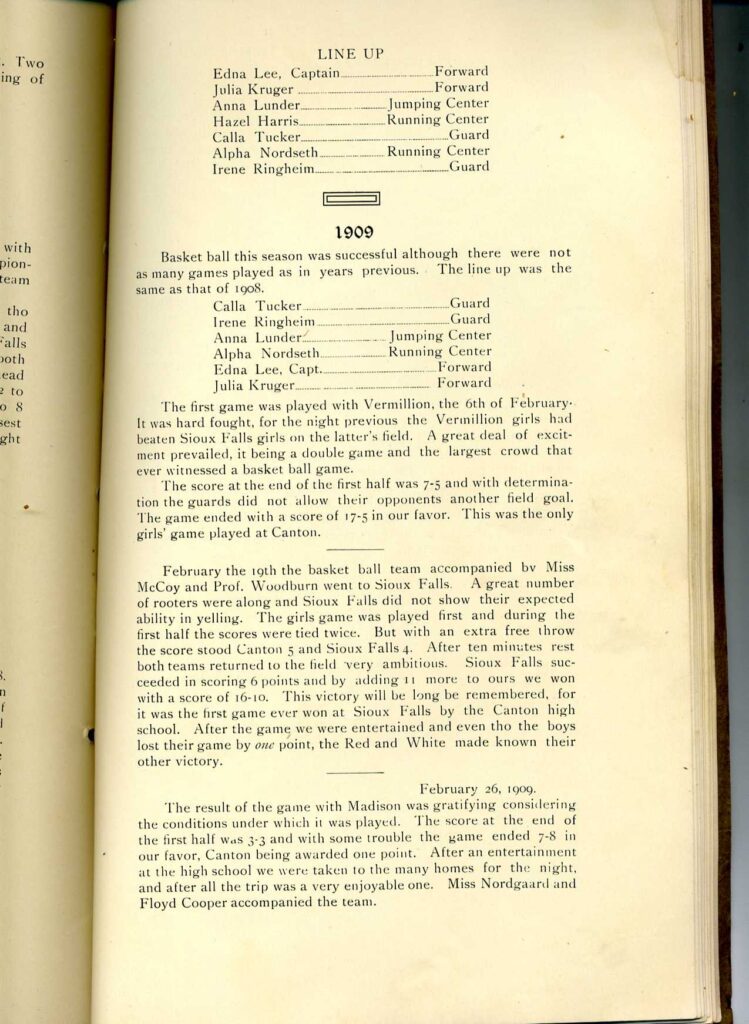 . Two
ing of
with
pion-
team
tho
and
Falls
both
ead
2 to
o 8
sest
ght
LINE UP
Edna Lee, Captain Forward
Julia Kruger Forward
Anna Lunder Jumping Center
Hazel Harris Running Center
Calla Tucker Guard
Alpha Nordseth Running Center
Irene Ringheim Guard
1909
Basket ball this season was successful although there were not
as many games played as in years previous. The line up was the
same as that of 1908.
Calla Tucker Guard
Irene Ringheim Guard
Anna Lunder Jumping Center
Alpha Nordseth Running Center
Edna Lee, Capt. Forward
Julia Kruger Forward
The first game was played with Vermillion, the 6th of February.
It was hard fought, for the night previous the Vermillion girls had
beaten Sioux Falls girls on the latter's field. A great deal of excit-
ment prevailed, it being a double game and the largest crowd that
ever witnessed a basket ball game.
The score at the end of the first half was 7-5 and with determina-
tion the guards did not allow their opponents another field goal.
The game ended with a score of 17-5 in our favor. This was the only
girls' game played at Canton.
February the 19th the basket ball team accompanied by Miss
McCoy and Prof. Woodburn went to Sioux Falls. A great number
of rooters were along and Sioux Falls did not show their expected
ability in yelling. The girls game was played first and during the
first half the scores were tied twice. But with an extra free throw
the score stood Canton 5 and Sioux Falls 4. After ten minutes rest
both teams returned to the field very ambitions. Sioux Falls suc-
ceeded in scoring 6 points and by adding 11 more to ours we won
with a score of 16-10. This victory will be long be remembered, for
it was the first game ever won at Sioux Falls by the Canton high
school. After the game we were entertained and even tho the boys
lost their game by one point, the Red and White made known their
other victory.
February 26, 1909.
The result of the game with Madison was gratifying considering
the conditions under which it was played. The score at the end of
the first half was 3-3 and with some trouble the game ended 7-8 in
our favor, Canton being awarded one point. After an entertainment
at the high school we were taken to the many homes for the night,
and after all the trip was a very enjoyable one. Miss Nordgaard and
Floyd Cooper accompanied the team.